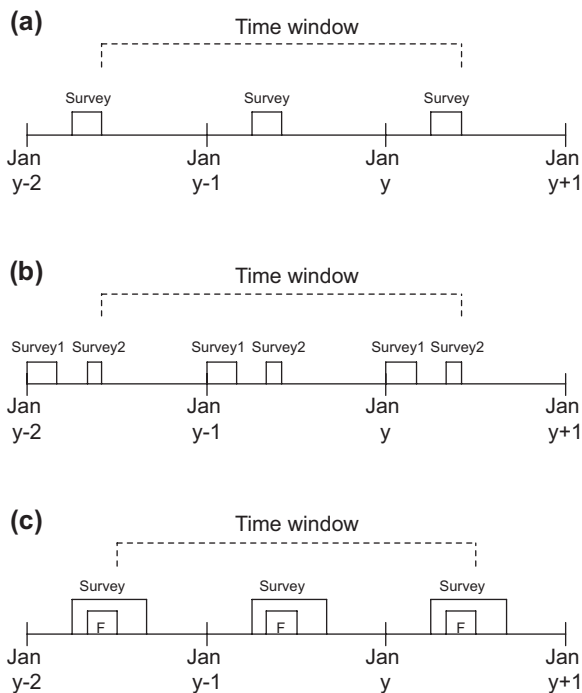 (a)
Time window
Survey Survey Survey
Jan Jan Jan Jan
y-2 y-1 y y+1
(b)
Time window
Survey1 Survey2 Survey1 Survey2 Survey1 Survey2
Jan Jan Jan Jan
y-2 y-1 y y+1
(c)
Time window
Survey Survey Survey
F F F
Jan Jan Jan Jan
y-2 y-1 y y+1